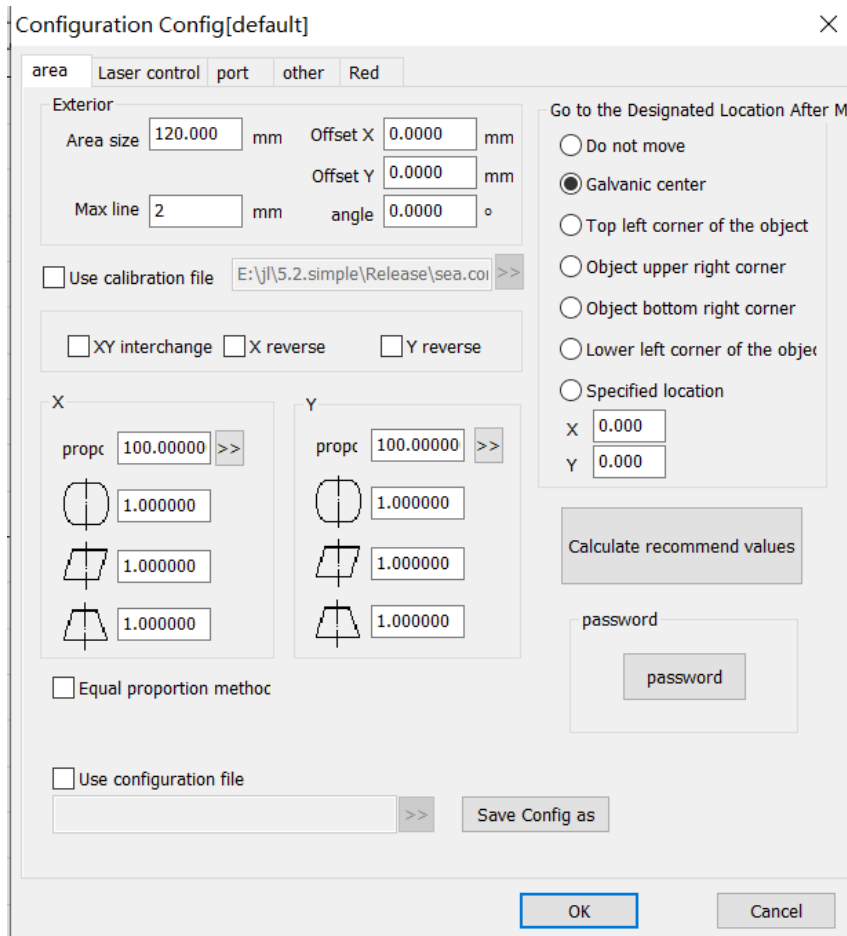 Configuration Config[default]
area
Laser control
port
other
Red
Exterior
Area size 120.000 mm
Offset X 0.0000 mm
Offset Y 0.0000 mm
Max line 2 mm
angle 0.0000 °
Use calibration file E:\jl\5.2.simple\Release\sea.cor >>
XY interchange
X reverse
Y reverse
X
propc 100.00000 >>
1.000000
1.000000
1.000000
Y
propc 100.00000 >>
1.000000
1.000000
1.000000
Equal proportion methoc
Use configuration file
>>
Save Config as
Go to the Designated Location After M
Do not move
Galvanic center
Top left corner of the object
Object upper right corner
Object bottom right corner
Lower left corner of the objec
Specified location
X 0.000
Y 0.000
Calculate recommend values
password
password
OK
Cancel